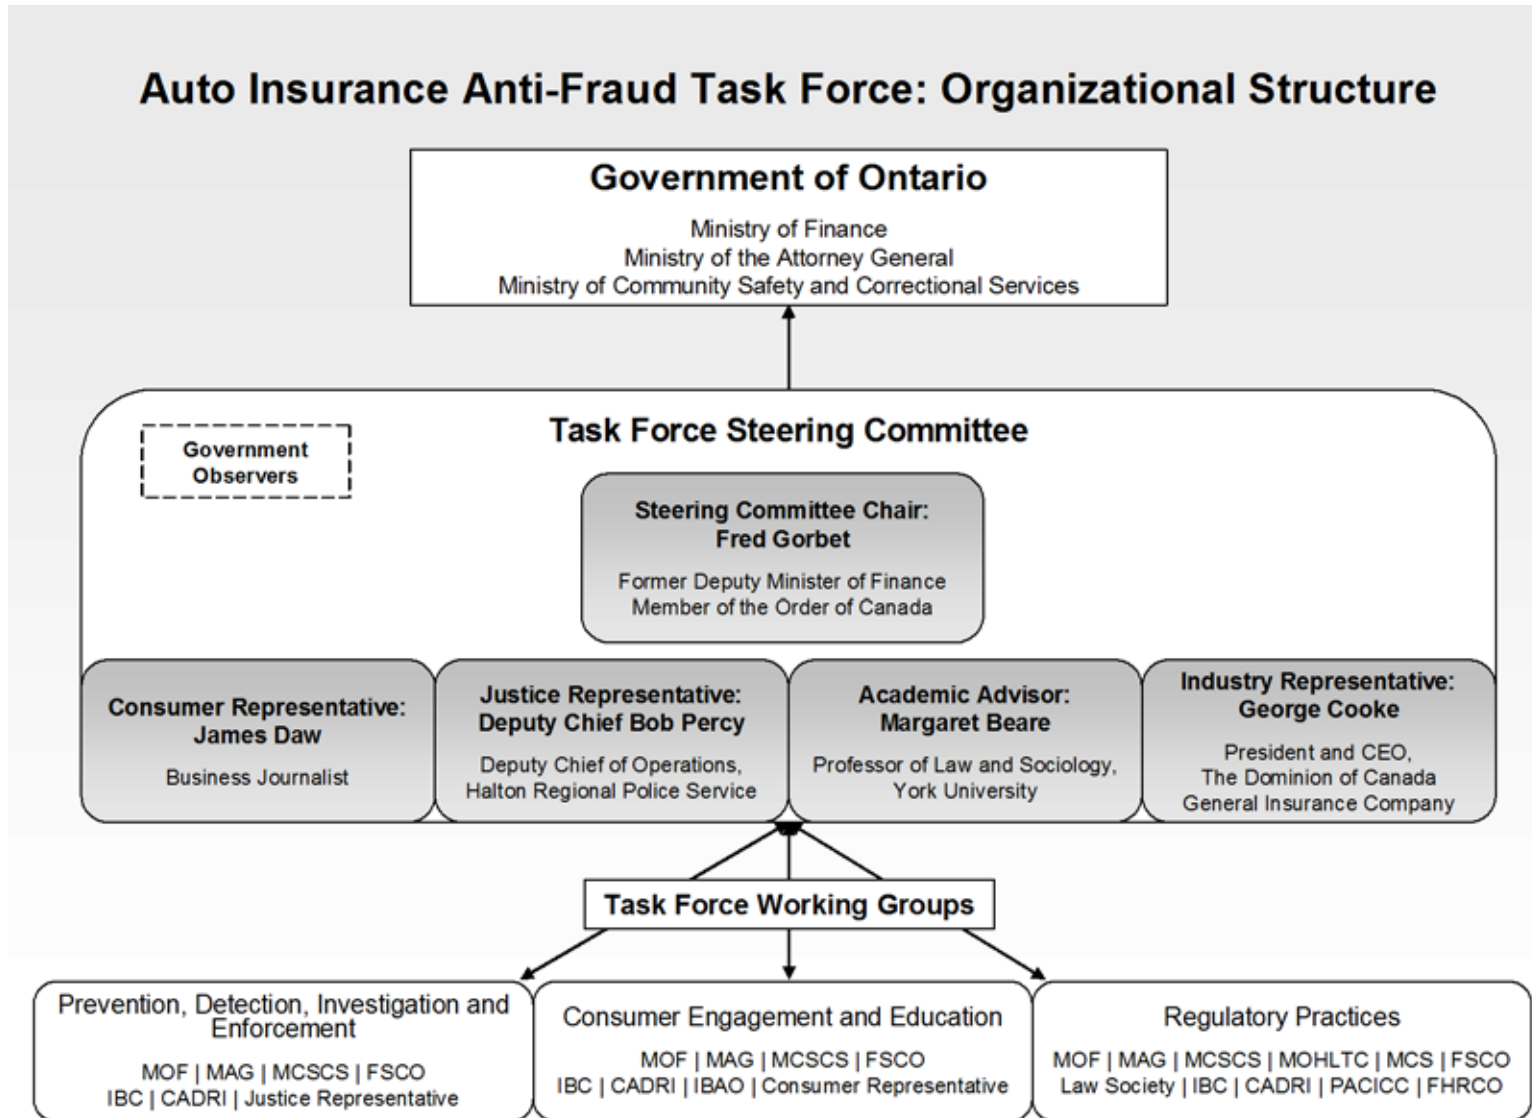 Auto Insurance Anti-Fraud Task Force: Organizational Structure
Government of Ontario
Ministry of Finance
Ministry of the Attorney General
Ministry of Community Safety and Correctional Services
Task Force Steering Committee
Government
Observers
Steering Committee Chair:
Fred Gorbet
Former Deputy Minister of Finance
Member of the Order of Canada
Consumer Representative:
James Daw
Business Journalist
Justice Representative:
Deputy Chief Bob Percy
Deputy Chief of Operations,
Halton Regional Police Service
Academic Advisor:
Margaret Beare
Professor of Law and Sociology,
York University
Industry Representative:
George Cooke
President and CEO,
The Dominion of Canada
General Insurance Company
Task Force Working Groups
Prevention, Detection, Investigation and
Enforcement
MOF | MAG | MCSCS | FSCO
IBC | CADRI | Justice Representative
Consumer Engagement and Education
MOF | MAG | MCSCS | FSCO
IBC | CADRI | IBAO | Consumer Representative
Regulatory Practices
MOF | MAG | MCSCS | MOHLTC | MCS | FSCO
Law Society | IBC | CADRI | PACICC | FHRCO